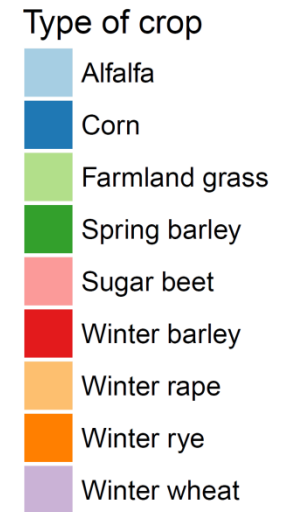 Type of crop
Alfalfa
Corn
Farmland grass
Spring barley
Sugar beet
Winter barley
Winter rape
Winter rye
Winter wheat